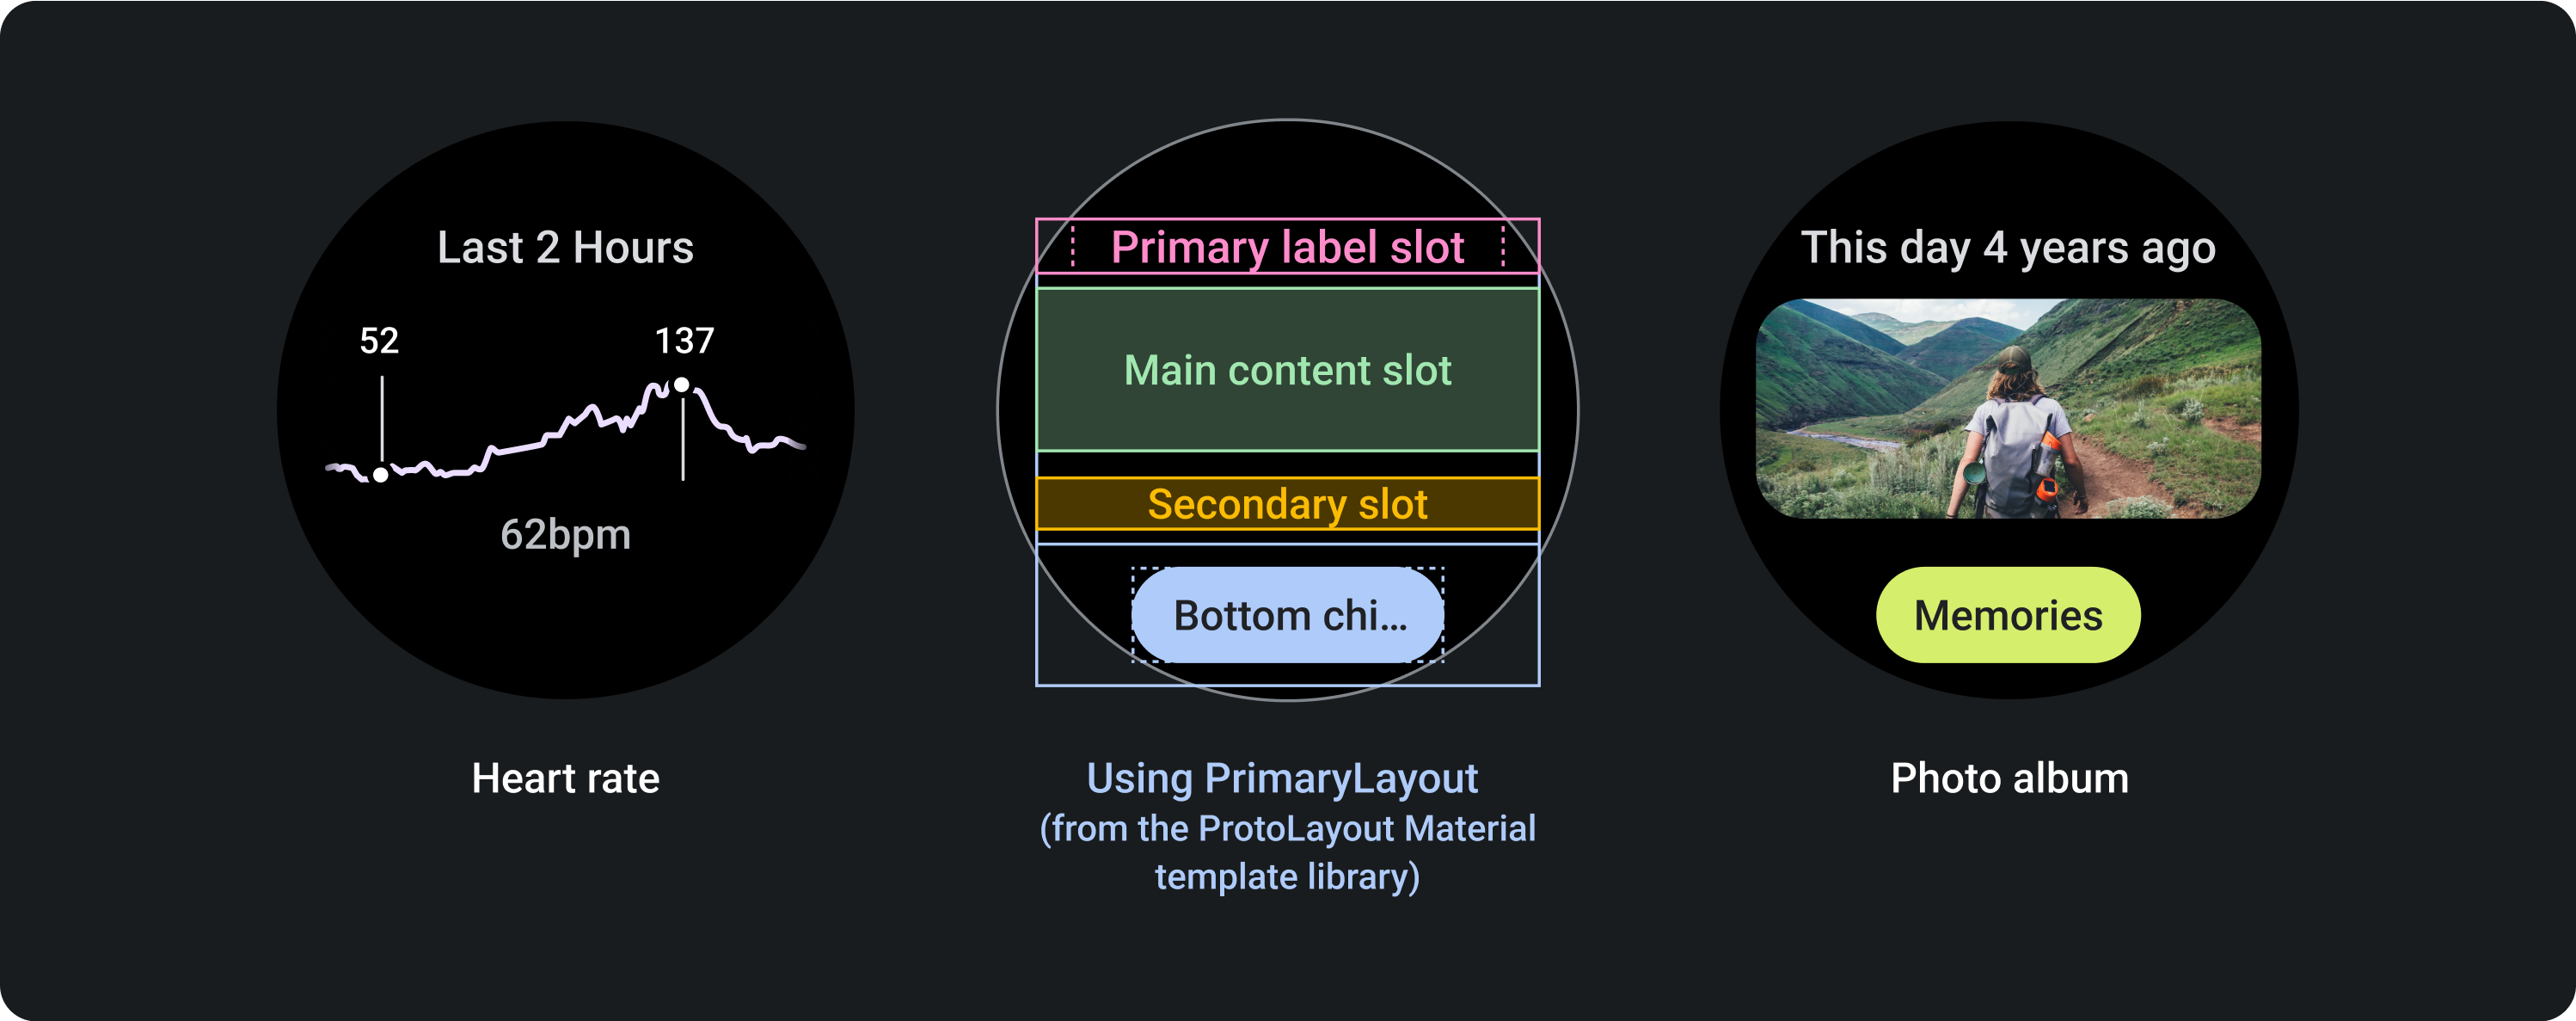 Last 2 Hours
52
137
62bpm
Heart rate
Primary label slot
Main content slot
Secondary slot
Bottom chi...
Using PrimaryLayout
(from the ProtoLayout Material
template library)
This day 4 years ago
Memories
Photo album